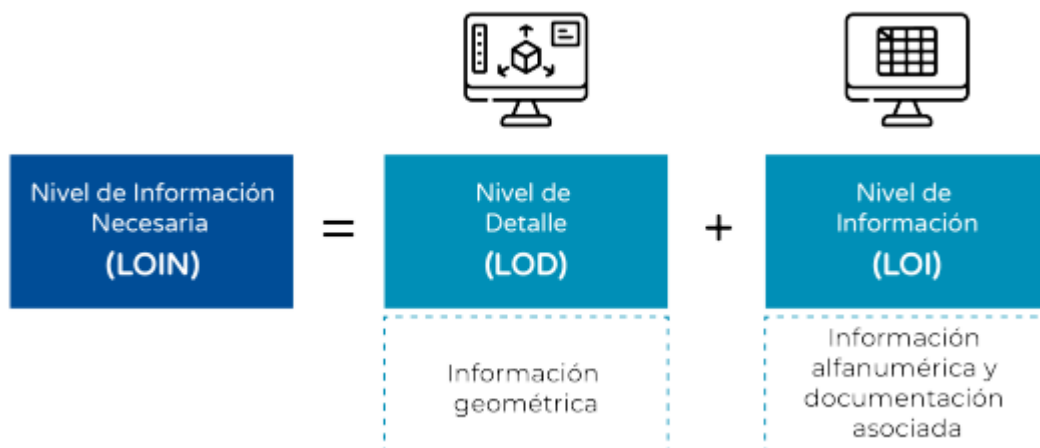 Nivel de Información
Necesaria
(LOIN)
=
Nivel de
Detalle
(LOD)
+
Nivel de
Información
(LOI)
Información
geométrica
Información
alfanumérica y
documentación
asociada